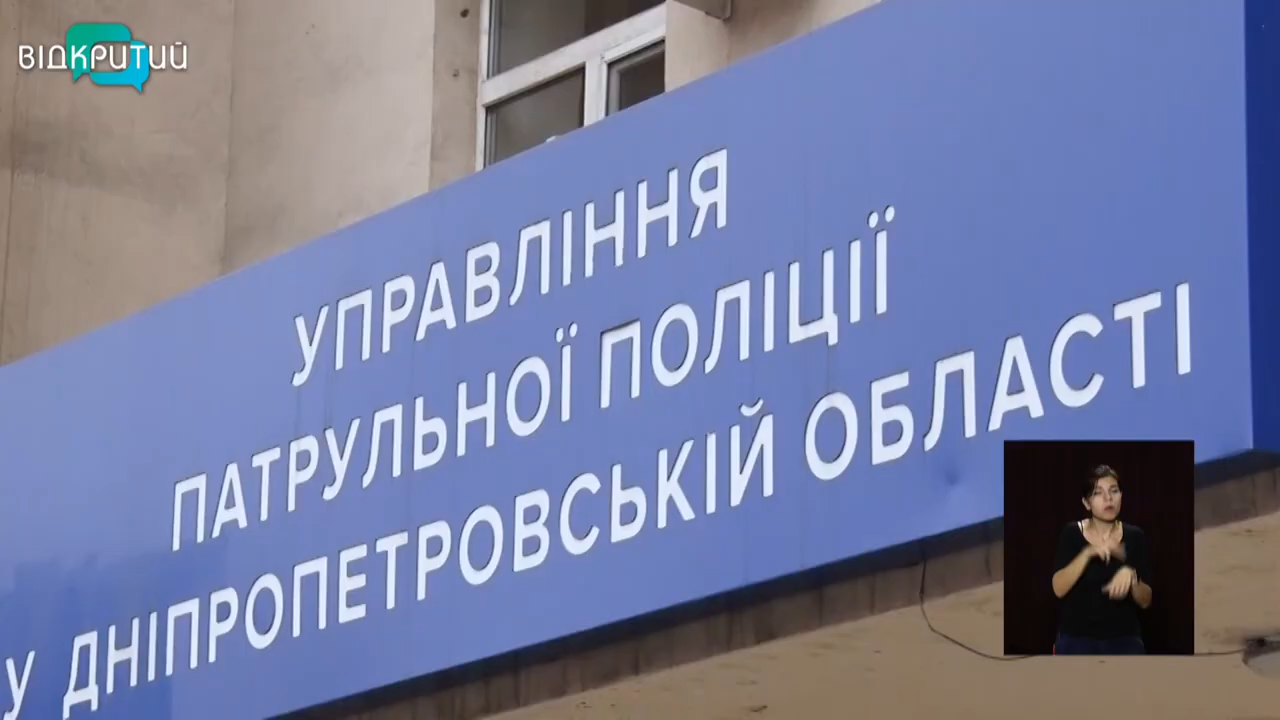 ВІДКРИТИЙ
УПРАВЛІННЯ
ПАТРУЛЬНОЇ ПОЛІЦІЇ
У ДНІПРОПЕТРОВСЬКІЙ ОБЛАСТІ